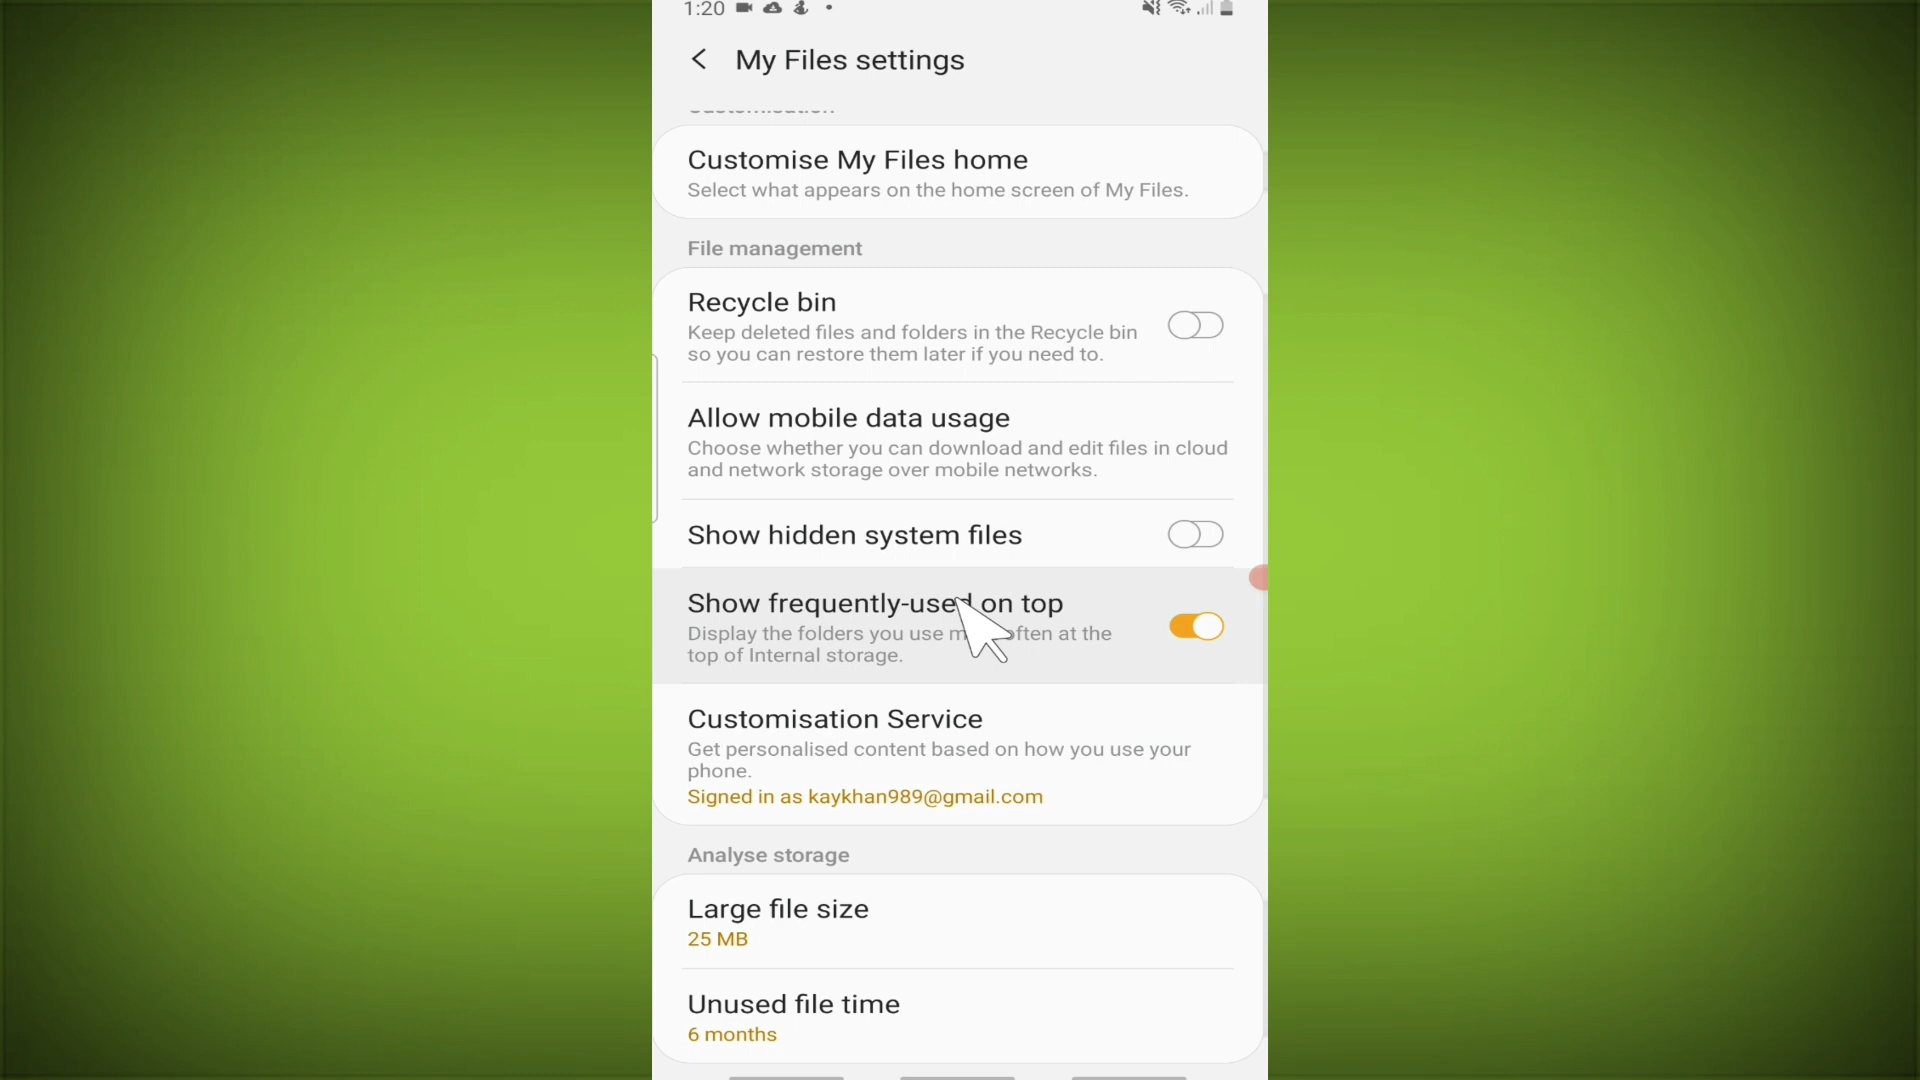 1:20
My Files settings
Customisation
Customise My Files home
Select what appears on the home screen of My Files.
File management
Recycle bin
Keep deleted files and folders in the Recycle bin
so you can restore them later if you need to.
Allow mobile data usage
Choose whether you can download and edit files in cloud
and network storage over mobile networks.
Show hidden system files
Show frequently-used on top
Display the folders you use m often at the
top of Internal storage.
Customisation Service
Get personalised content based on how you use your
phone.
Signed in as kaykhan989@gmail.com
Analyse storage
Large file size
25 MB
Unused file time
6 months